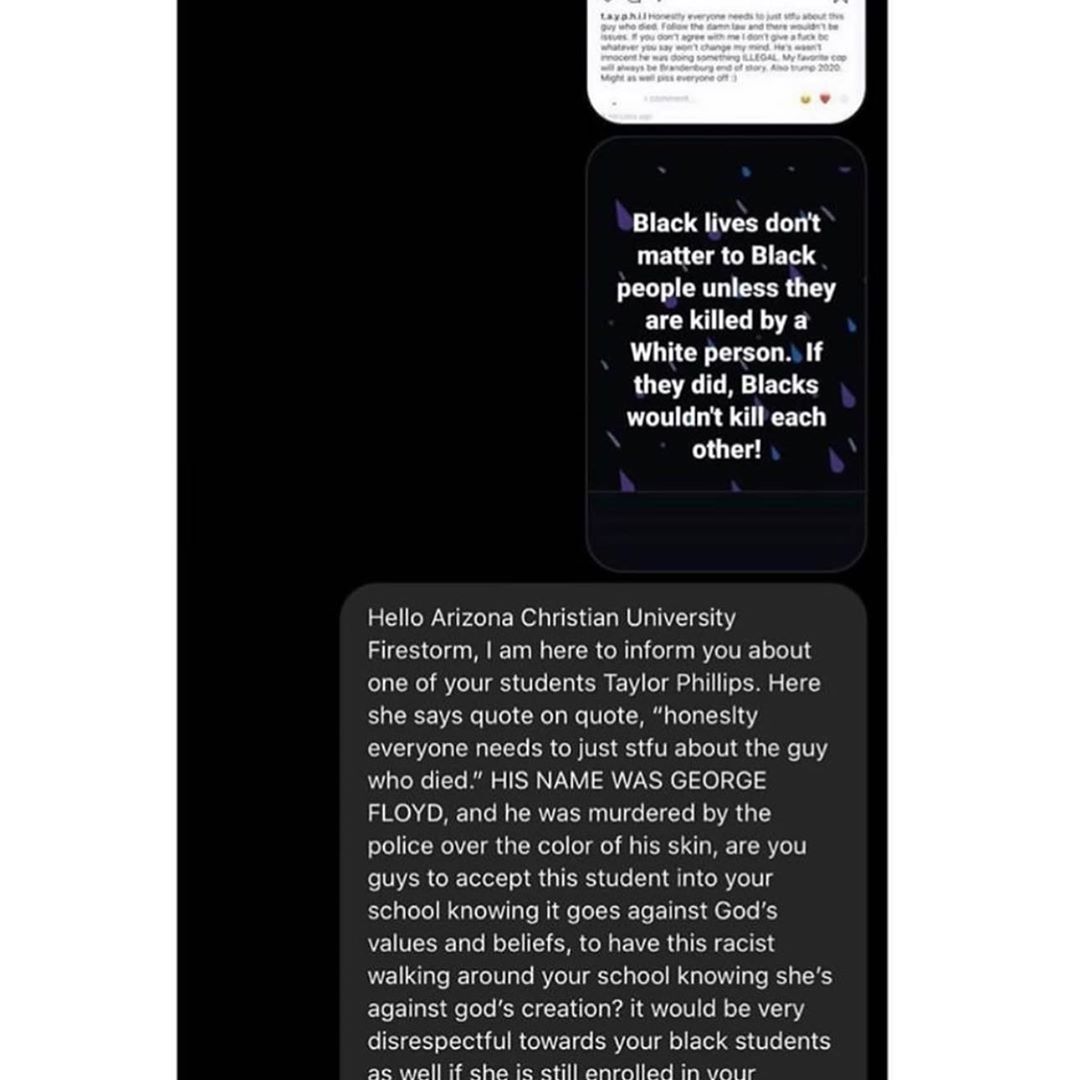 t.a.y.p.h.i.l Honestly everyone needs to just stfu about this
guy who died. Follow the damn law and there wouldn't be
issues. If you don't agree with me I don't give a fuck bc
whatever you say won't change my mind. He's wasn't
innocent he was doing something ILLEGAL. My favorite cop
will always be Brandenburg end of story. Also trump 2020.
Might as well piss everyone off :)
Black lives don't
matter to Black
people unless they
are killed by a
White person. If
they did, Blacks
wouldn't kill each
other!
Hello Arizona Christian University
Firestorm, I am here to inform you about
one of your students Taylor Phillips. Here
she says quote on quote, “honeslty
everyone needs to just stfu about the guy
who died.” HIS NAME WAS GEORGE
FLOYD, and he was murdered by the
police over the color of his skin, are you
guys to accept this student into your
school knowing it goes against God’s
values and beliefs, to have this racist
walking around your school knowing she’s
against god’s creation? it would be very
disrespectful towards your black students
as well if she is still enrolled in your